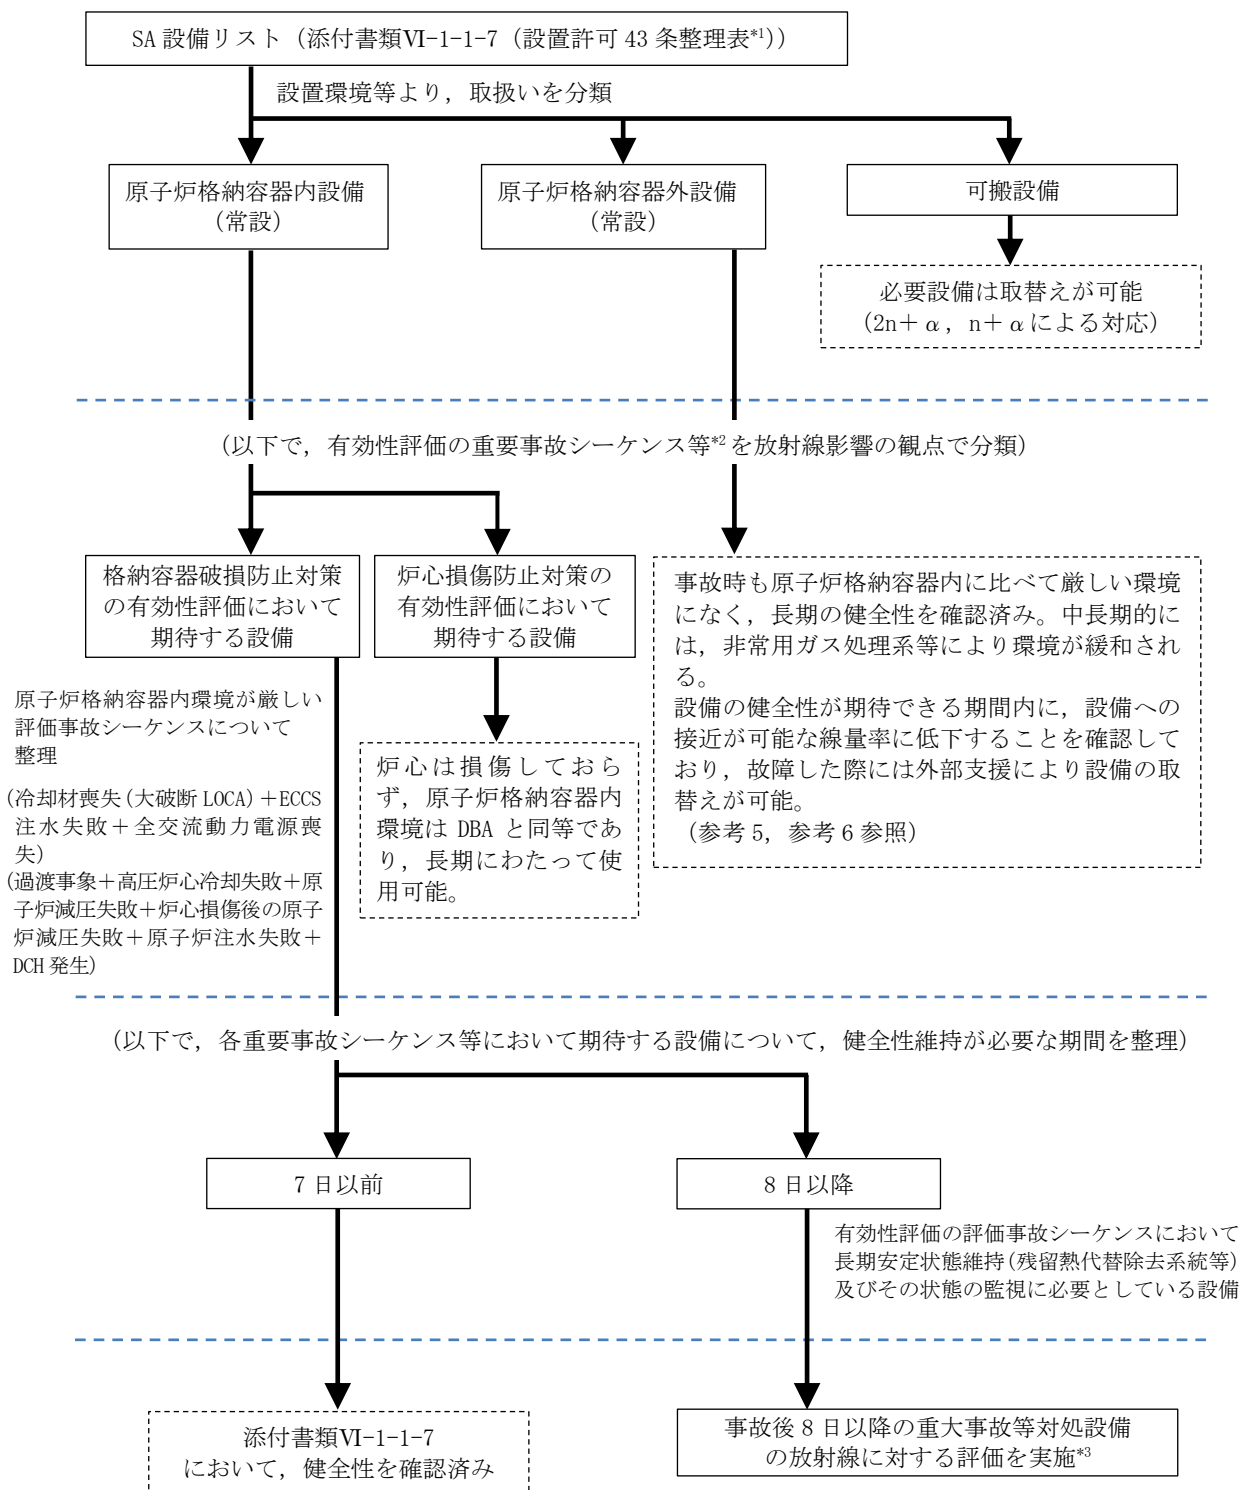 SA 設備リスト（添付書類Ⅵ-1-1-7（設置許可 43 条整理表*1））
設置環境等より，取扱いを分類
原子炉格納容器内設備
（常設）
原子炉格納容器外設備
（常設）
可搬設備
必要設備は取替えが可能
（2n＋α，n＋αによる対応）
（以下で，有効性評価の重要事故シーケンス等*2を放射線影響の観点で分類）
格納容器破損防止対策
の有効性評価において
期待する設備
炉心損傷防止対策の
有効性評価において
期待する設備
事故時も原子炉格納容器内に比べて厳しい環境
になく，長期の健全性を確認済み。中長期的に
は，非常用ガス処理系等により環境が緩和され
る。
設備の健全性が期待できる期間内に，設備への
接近が可能な線量率に低下することを確認して
おり，故障した際には外部支援により設備の取
替えが可能。
（参考 5，参考 6 参照）
原子炉格納容器内環境が厳しい
評価事故シーケンスについて
整理
(冷却材喪失(大破断 LOCA)＋ECCS
注水失敗＋全交流動力電源喪
失)
(過渡事象＋高圧炉心冷却失敗＋原
子炉減圧失敗＋炉心損傷後の原子
炉減圧失敗＋原子炉注水失敗＋
DCH 発生)
炉心は損傷しておら
ず，原子炉格納容器内
環境は DBA と同等であ
り，長期にわたって使
用可能。
（以下で，各重要事故シーケンス等において期待する設備について，健全性維持が必要な期間を整理）
7 日以前
8 日以降
有効性評価の評価事故シーケンスにおいて
長期安定状態維持(残留熱代替除去系統等)
及びその状態の監視に必要としている設備
添付書類Ⅵ-1-1-7
において，健全性を確認済み
事故後 8 日以降の重大事故等対処設備
の放射線に対する評価を実施*3